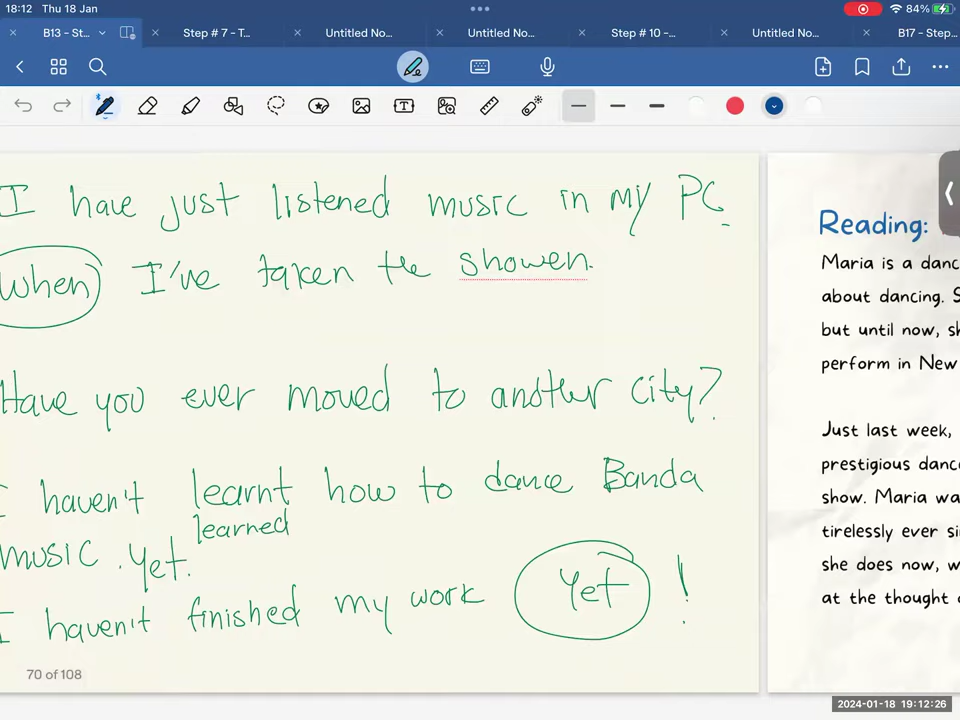 18:12 Thu 18 Jan
84%
B13 - St...
Step # 7 - T...
Untitled No...
Untitled No...
Step # 10 -...
Untitled No...
B17 - Step...
I have just listened music in my PC.
When I've taken the shower.
Have you ever moved to another city?
I haven't learnt how to dance Banda
learned
music. yet.
I haven't finished my work Yet !
70 of 108
Reading:
Maria is a danc
about dancing. S
but until now, sh
perform in New
Just last week,
prestigious dance
show. Maria wa
tirelessly ever si
she does now, w
at the thought o
2024-01-18 19:12:26